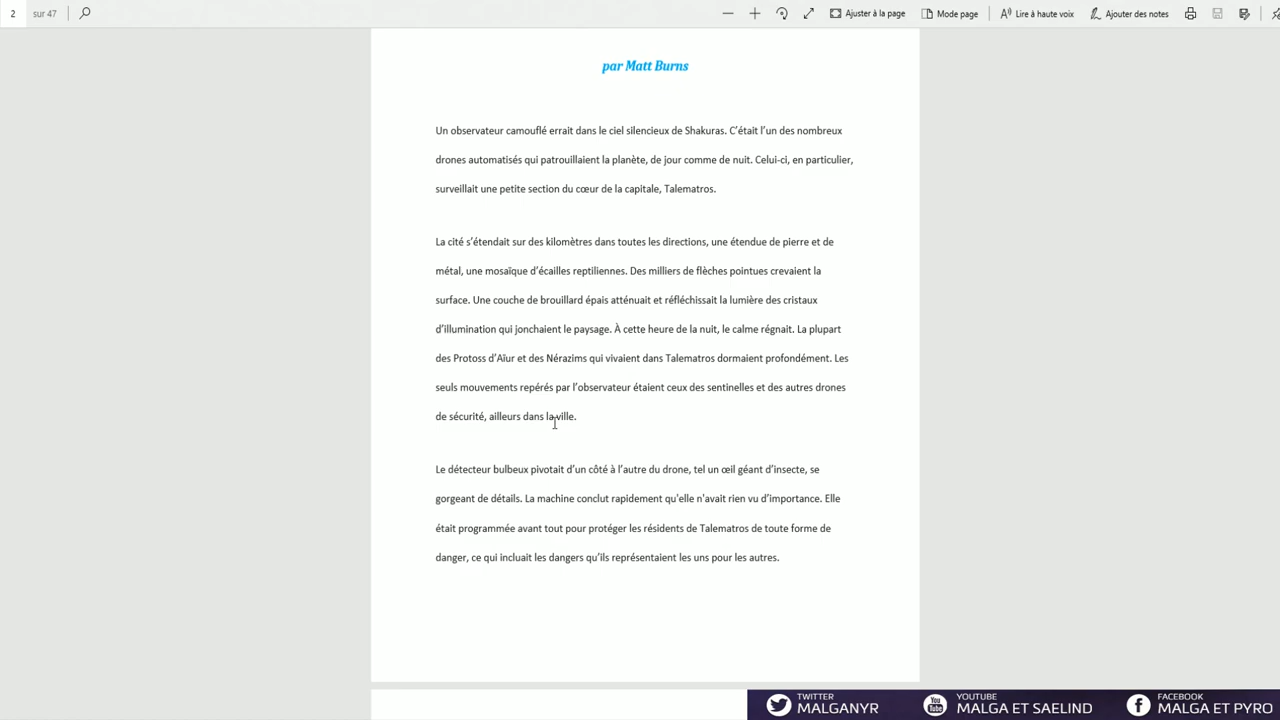 2 sur 47 Ajuster à la page Mode page Lire à haute voix Ajouter des notes
par Matt Burns
Un observateur camouflé errait dans le ciel silencieux de Shakuras. C’était l’un des nombreux
drones automatisés qui patrouillaient la planète, de jour comme de nuit. Celui-ci, en particulier,
surveillait une petite section du cœur de la capitale, Talematros.
La cité s’étendait sur des kilomètres dans toutes les directions, une étendue de pierre et de
métal, une mosaïque d’écailles reptiliennes. Des milliers de flèches pointues crevaient la
surface. Une couche de brouillard épais atténuait et réfléchissait la lumière des cristaux
d’illumination qui jonchaient le paysage. À cette heure de la nuit, le calme régnait. La plupart
des Protoss d’Aïur et des Nérazims qui vivaient dans Talematros dormaient profondément. Les
seuls mouvements repérés par l’observateur étaient ceux des sentinelles et des autres drones
de sécurité, ailleurs dans la ville.
Le détecteur bulbeux pivotait d’un côté à l’autre du drone, tel un œil géant d’insecte, se
gorgeant de détails. La machine conclut rapidement qu'elle n'avait rien vu d’importance. Elle
était programmée avant tout pour protéger les résidents de Talematros de toute forme de
danger, ce qui incluait les dangers qu’ils représentaient les uns pour les autres.
TWITTER
MALGANYR
YOUTUBE
MALGA ET SAELIND
FACEBOOK
MALGA ET PYRO